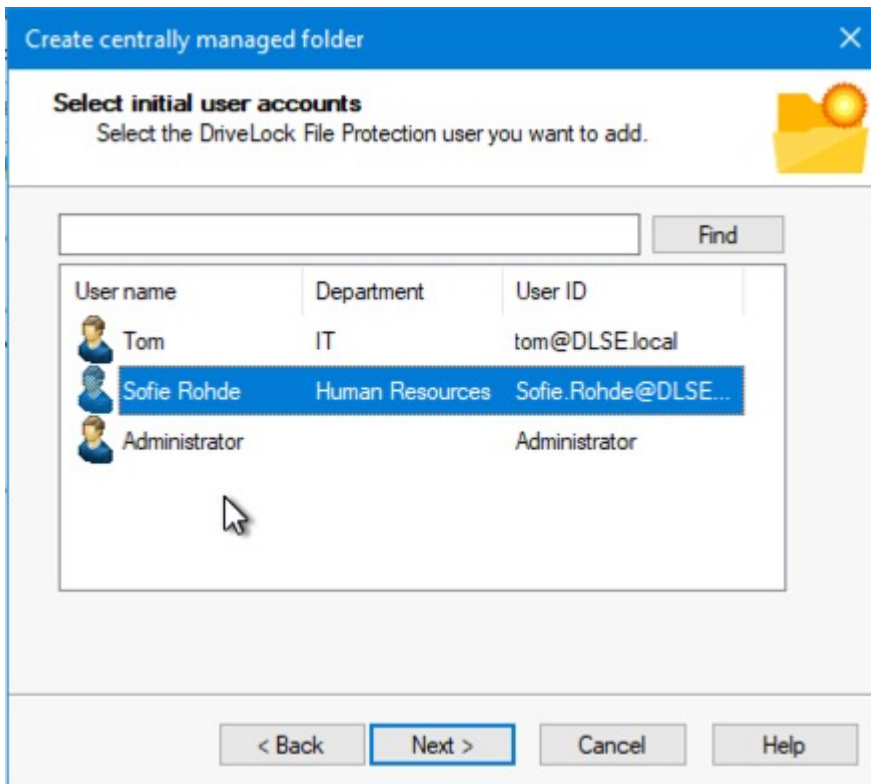 Create centrally managed folder
Select initial user accounts
Select the DriveLock File Protection user you want to add.
Find
User name Department User ID
Tom IT tom@DLSE.local
Sofie Rohde Human Resources Sofie.Rohde@DLSE...
Administrator Administrator
< Back Next > Cancel Help